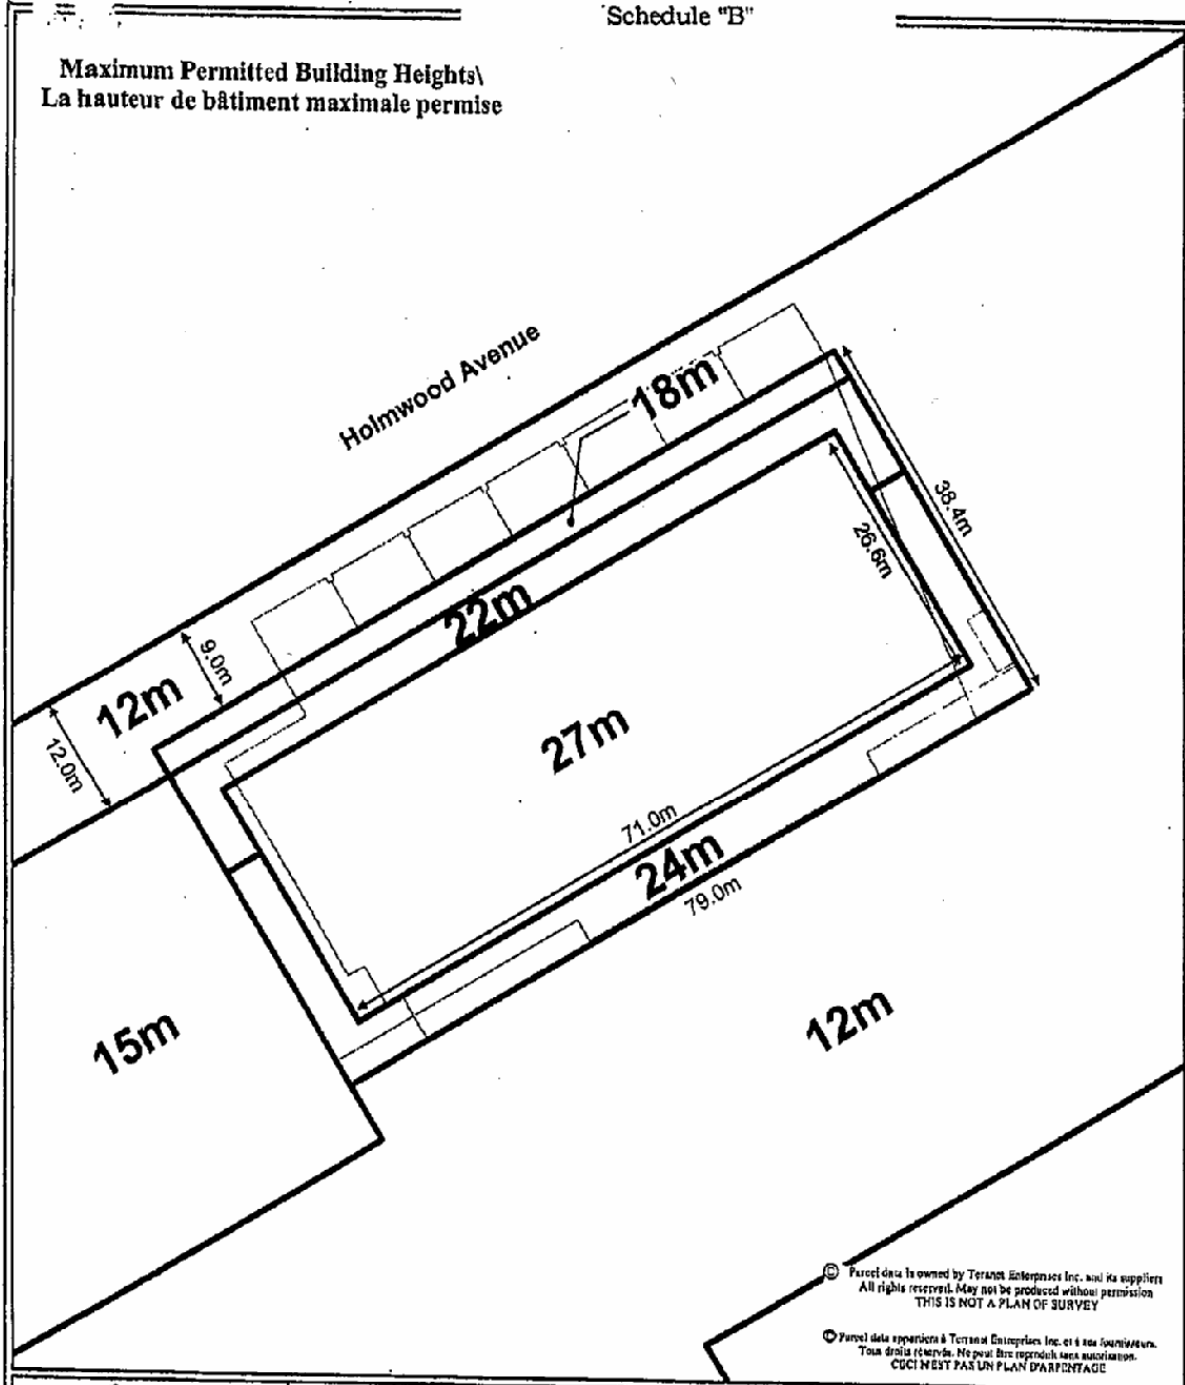 Schedule "B"
Maximum Permitted Building Heights\
La hauteur de bâtiment maximale permise
Holmwood Avenue
18m
38.4m
26.6m
22m
9.0m
12m
12.0m
27m
71.0m
24m
79.0m
15m
12m
© Parcel data is owned by Teranet Enterprises Inc. and its suppliers
All rights reserved. May not be produced without permission
THIS IS NOT A PLAN OF SURVEY
© Parcel data appartient à Teranet Entreprises Inc. et à ses fournisseurs.
Tous droits réservés. Ne peut être reproduit sans autorisation.
CECI N'EST PAS UN PLAN D'ARPENTAGE